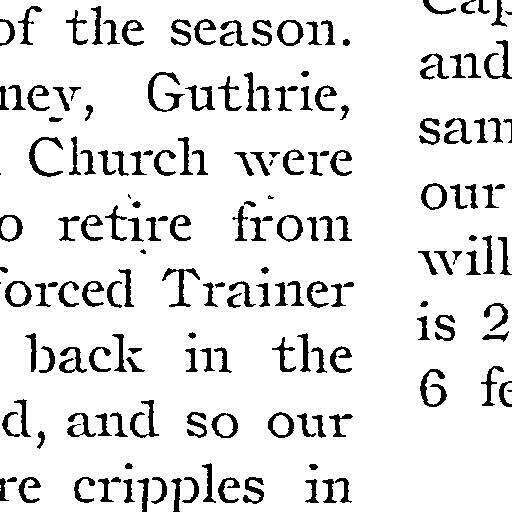 of the season.
ney, Guthrie,
Church were
o retire from
forced Trainer
back in the
d, and so our
re cripples in
Cap
and
sam
our
will
is 2
6 fe